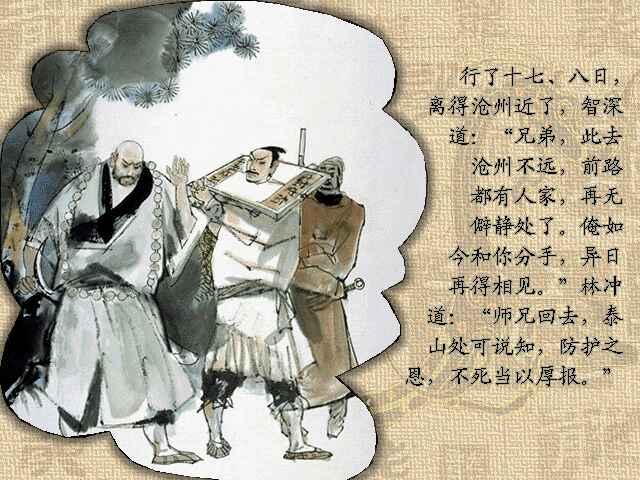 行了十七、八日，
离得沧州近了，智深
道：“兄弟，此去
沧州不远，前路
都有人家，再无
僻静处了。俺如
今和你分手，异日
再得相见。”林冲
道：“师兄回去，泰
山处可说知，防护之
恩，不死当以厚报。”